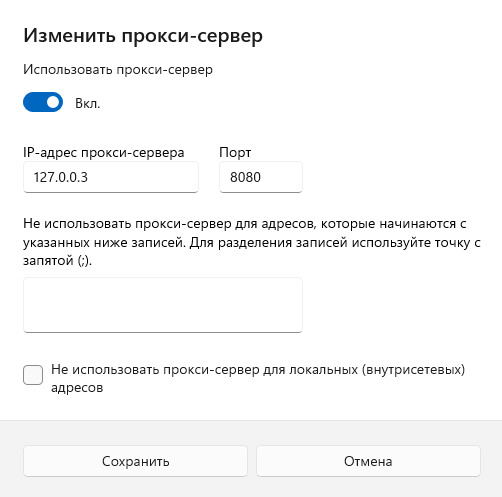 Изменить прокси-сервер
Использовать прокси-сервер
Вкл.
IP-адрес прокси-сервера Порт
127.0.0.3 8080
Не использовать прокси-сервер для адресов, которые начинаются с
указанных ниже записей. Для разделения записей используйте точку с
запятой (;).
Не использовать прокси-сервер для локальных (внутрисетевых)
адресов
Сохранить Отмена